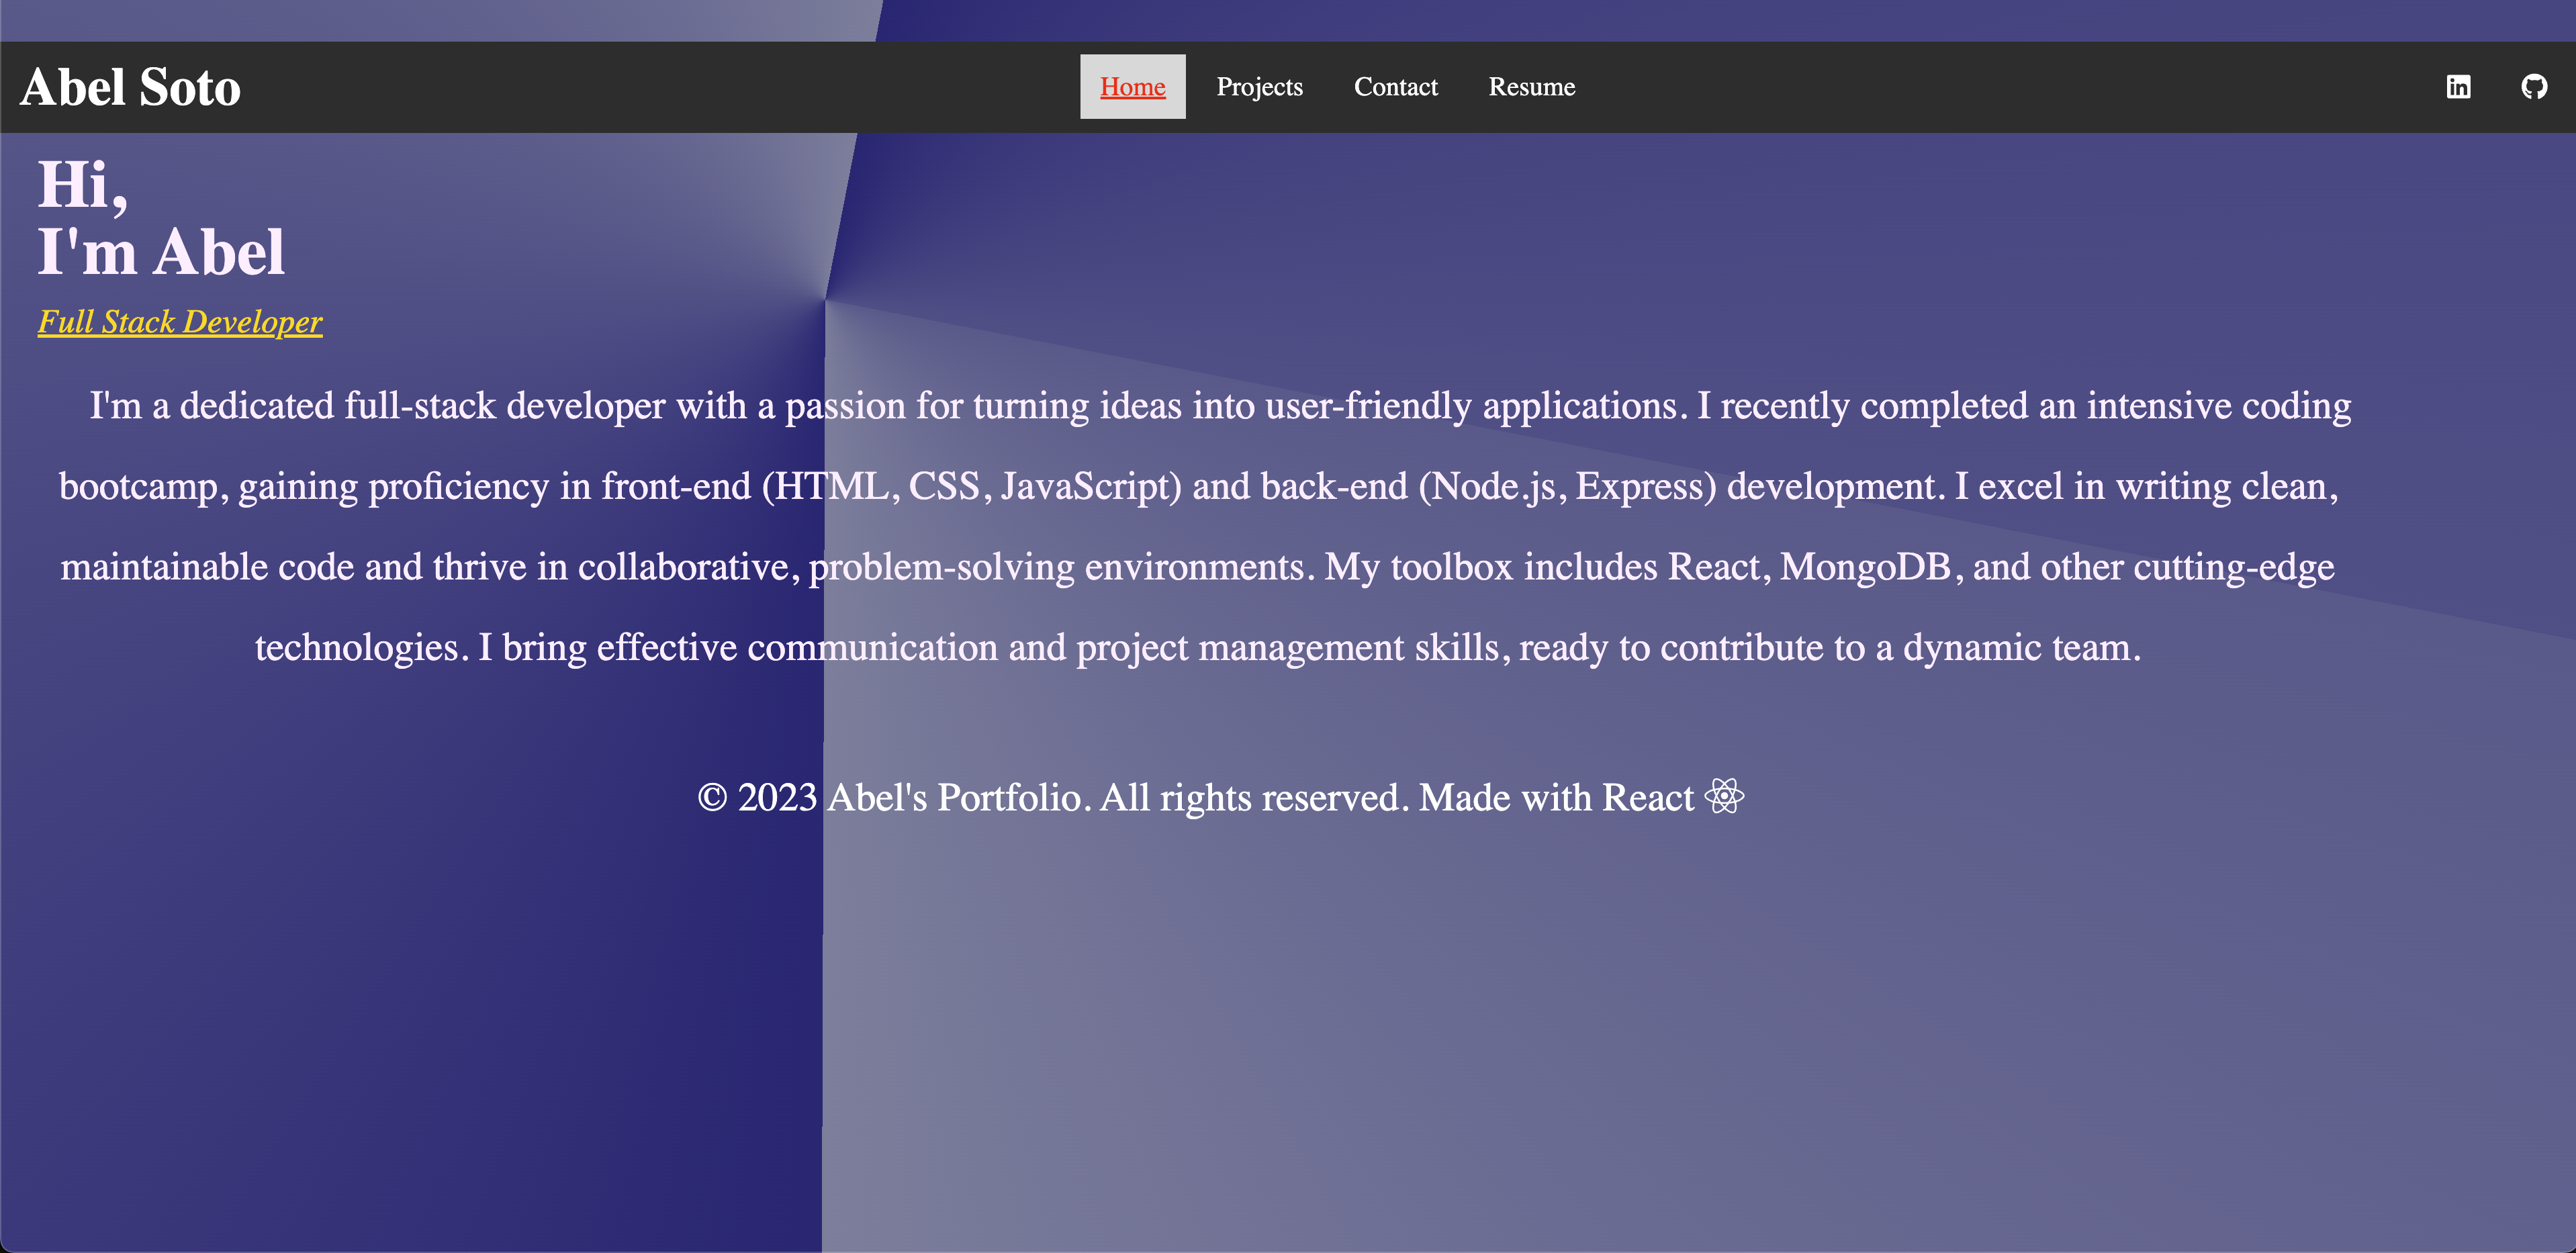 Abel Soto
Home Projects Contact Resume
Hi,
I'm Abel
Full Stack Developer
I'm a dedicated full-stack developer with a passion for turning ideas into user-friendly applications. I recently completed an intensive coding
bootcamp, gaining proficiency in front-end (HTML, CSS, JavaScript) and back-end (Node.js, Express) development. I excel in writing clean,
maintainable code and thrive in collaborative, problem-solving environments. My toolbox includes React, MongoDB, and other cutting-edge
technologies. I bring effective communication and project management skills, ready to contribute to a dynamic team.
© 2023 Abel's Portfolio. All rights reserved. Made with React